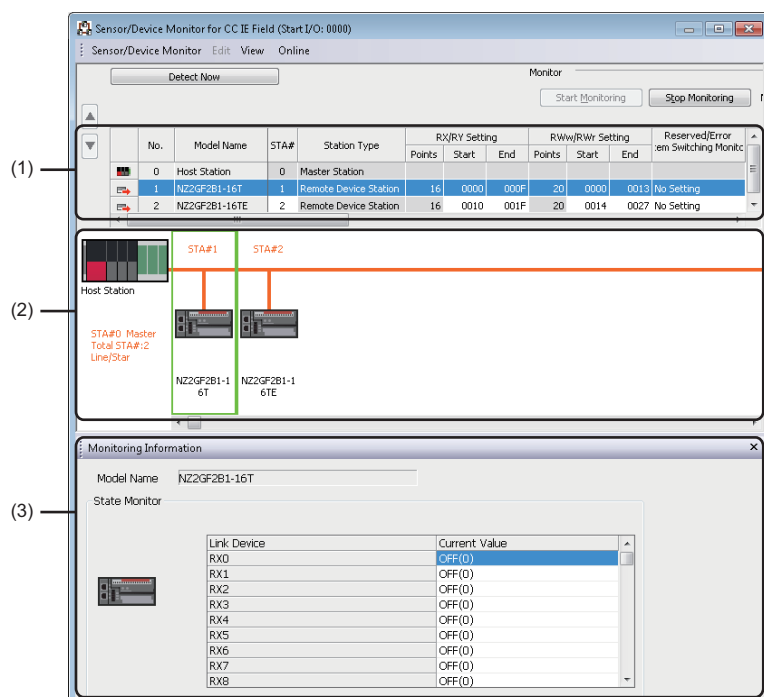 Sensor/Device Monitor for CC IE Field (Start I/O: 0000)
Sensor/Device Monitor Edit View Online
Detect Now
Monitor
Start Monitoring Stop Monitoring
(1)
No. Model Name STA# Station Type RX/RY Setting RWw/RWr Setting Reserved/Error
Points Start End Points Start End :em Switching Monito
0 Host Station 0 Master Station
1 NZ2GF2B1-16T 1 Remote Device Station 16 0000 000F 20 0000 0013 No Setting
2 NZ2GF2B1-16TE 2 Remote Device Station 16 0010 001F 20 0014 0027 No Setting
(2)
STA#1 STA#2
Host Station
STA#0 Master
Total STA#:2
Line/Star
NZ2GF2B1-1
6T
NZ2GF2B1-1
6TE
(3)
Monitoring Information
Model Name NZ2GF2B1-16T
State Monitor
Link Device Current Value
RX0 OFF(0)
RX1 OFF(0)
RX2 OFF(0)
RX3 OFF(0)
RX4 OFF(0)
RX5 OFF(0)
RX6 OFF(0)
RX7 OFF(0)
RX8 OFF(0)